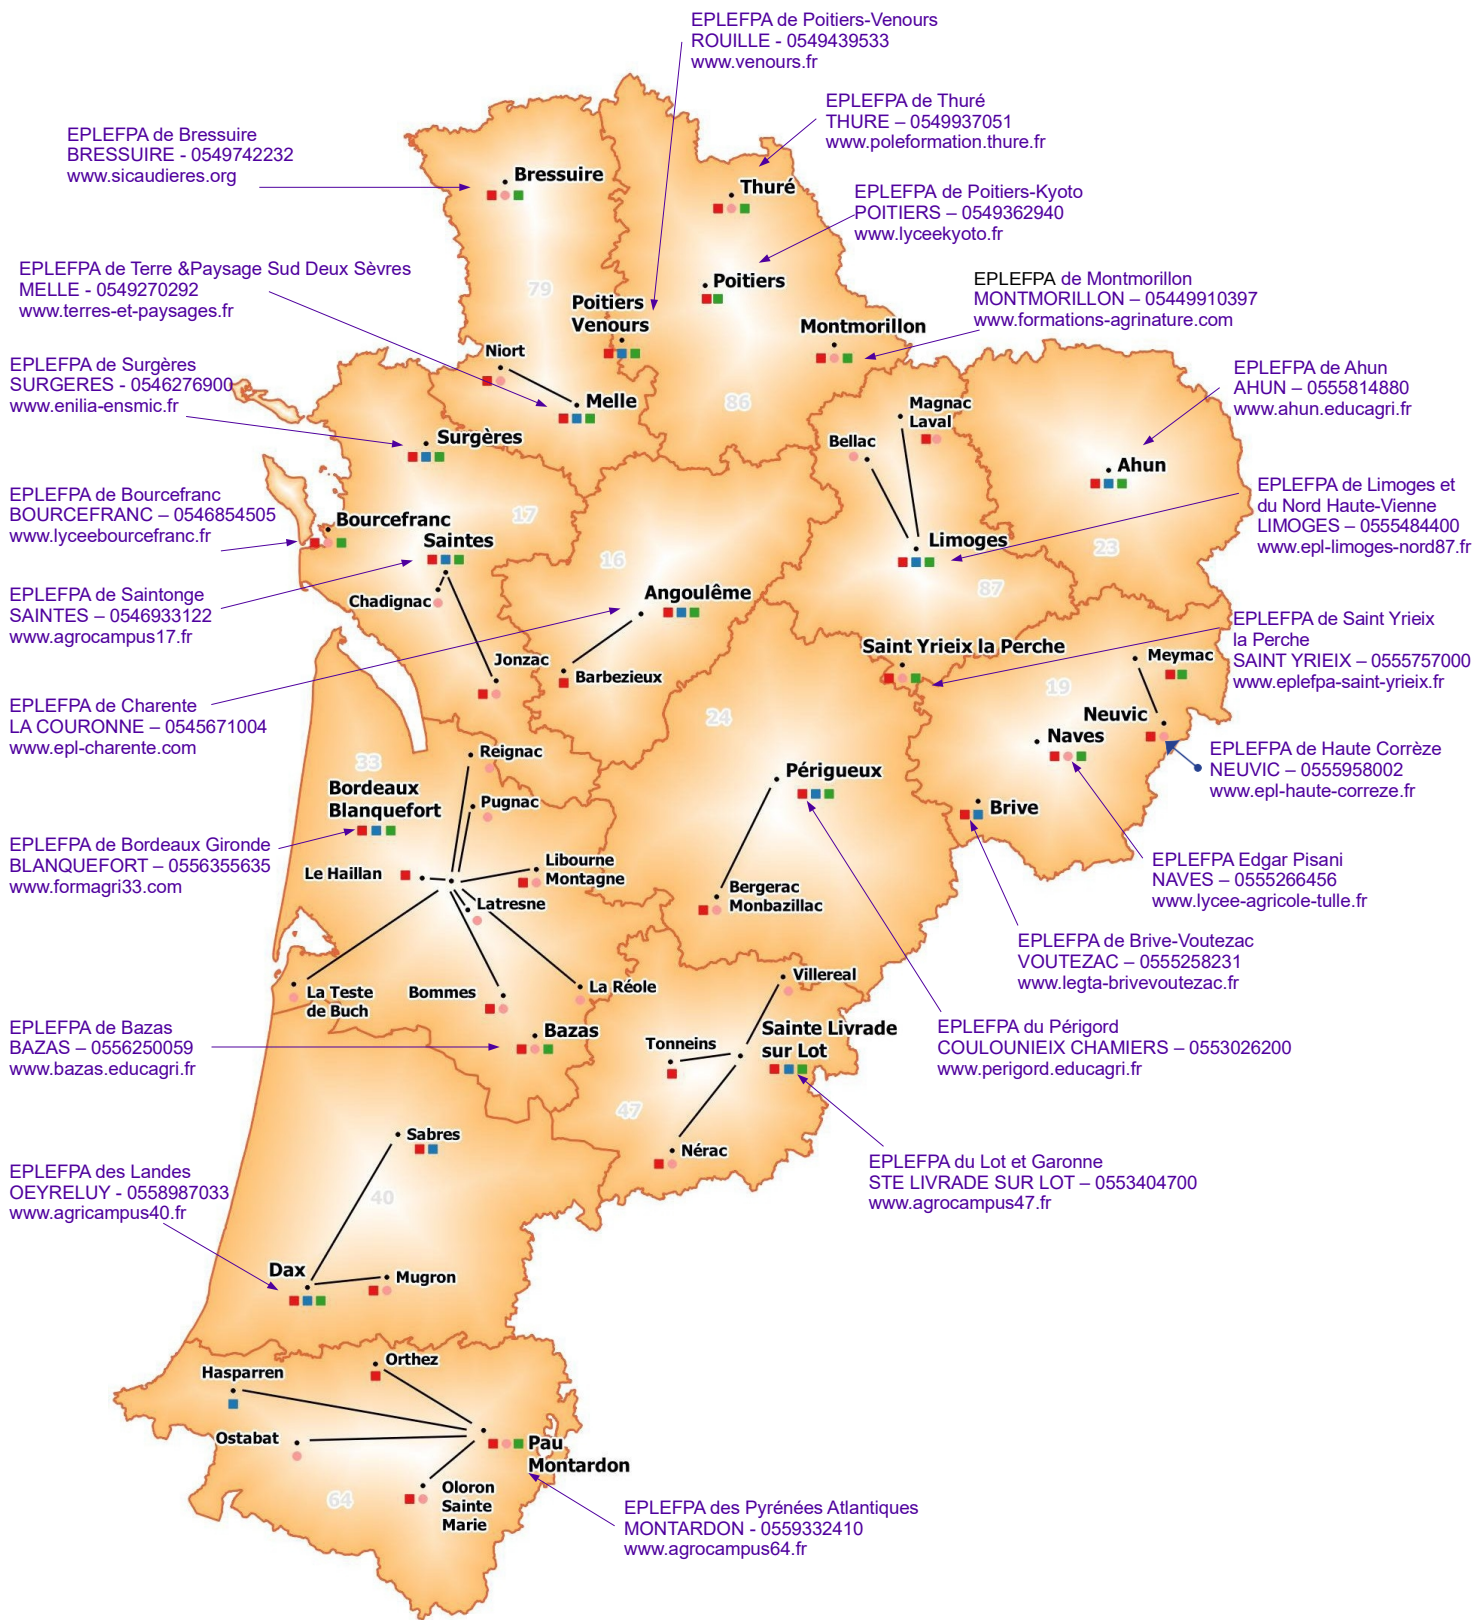 EPLEFPA de Poitiers-Venours
ROUILLE - 0549439533
www.venours.fr
EPLEFPA de Thuré
THURE – 0549937051
www.poleformation.thure.fr
EPLEFPA de Bressuire
BRESSUIRE - 0549742232
www.sicaudieres.org
Bressuire
Thuré
EPLEFPA de Poitiers-Kyoto
POITIERS – 0549362940
www.lyceekyoto.fr
EPLEFPA de Terre &Paysage Sud Deux Sèvres
MELLE - 0549270292
www.terres-et-paysages.fr
79
Poitiers
Venours
Poitiers
EPLEFPA de Montmorillon
MONTMORILLON – 05449910397
www.formations-agrinature.com
Montmorillon
Niort
Melle
86
EPLEFPA de Surgères
SURGERES - 0546276900
www.enilia-ensmic.fr
Surgères
Magnac
Laval
Bellac
EPLEFPA de Ahun
AHUN – 0555814880
www.ahun.educagri.fr
Ahun
EPLEFPA de Bourcefranc
BOURCEFRANC – 0546854505
www.lyceebourcefranc.fr
Bourcefranc
17
Saintes
Chadignac
16
Angoulême
Limoges
87
23
EPLEFPA de Limoges et
du Nord Haute-Vienne
LIMOGES – 0555484400
www.epl-limoges-nord87.fr
EPLEFPA de Saintonge
SAINTES – 0546933122
www.agrocampus17.fr
Jonzac
Barbezieux
Saint Yrieix la Perche
EPLEFPA de Saint Yrieix
la Perche
SAINT YRIEIX – 0555757000
www.eplefpa-saint-yrieix.fr
EPLEFPA de Charente
LA COURONNE – 0545671004
www.epl-charente.com
24
19
Meymac
Neuvic
Naves
EPLEFPA de Haute Corrèze
NEUVIC – 0555958002
www.epl-haute-correze.fr
Reignac
33
Bordeaux
Blanquefort
Pugnac
Périgueux
Brive
EPLEFPA de Bordeaux Gironde
BLANQUEFORT – 0556355635
www.formagri33.com
Le Haillan
Libourne
Montagne
Latresne
Bergerac
Monbazillac
EPLEFPA Edgar Pisani
NAVES – 0555266456
www.lycee-agricole-tulle.fr
EPLEFPA de Brive-Voutezac
VOUTEZAC – 0555258231
www.legta-brivevoutezac.fr
La Teste
de Buch
Bommes
La Réole
Villereal
EPLEFPA de Bazas
BAZAS – 0556250059
www.bazas.educagri.fr
Bazas
Tonneins
Sainte Livrade
sur Lot
EPLEFPA du Périgord
COULOUNIEIX CHAMIERS – 0553026200
www.perigord.educagri.fr
47
Sabres
Nérac
EPLEFPA du Lot et Garonne
STE LIVRADE SUR LOT – 0553404700
www.agrocampus47.fr
EPLEFPA des Landes
OEYRELUY - 0558987033
www.agricampus40.fr
40
Dax
Mugron
Hasparren
Orthez
Ostabat
Pau
Montardon
64
Oloron
Sainte
Marie
EPLEFPA des Pyrénées Atlantiques
MONTARDON - 0559332410
www.agrocampus64.fr